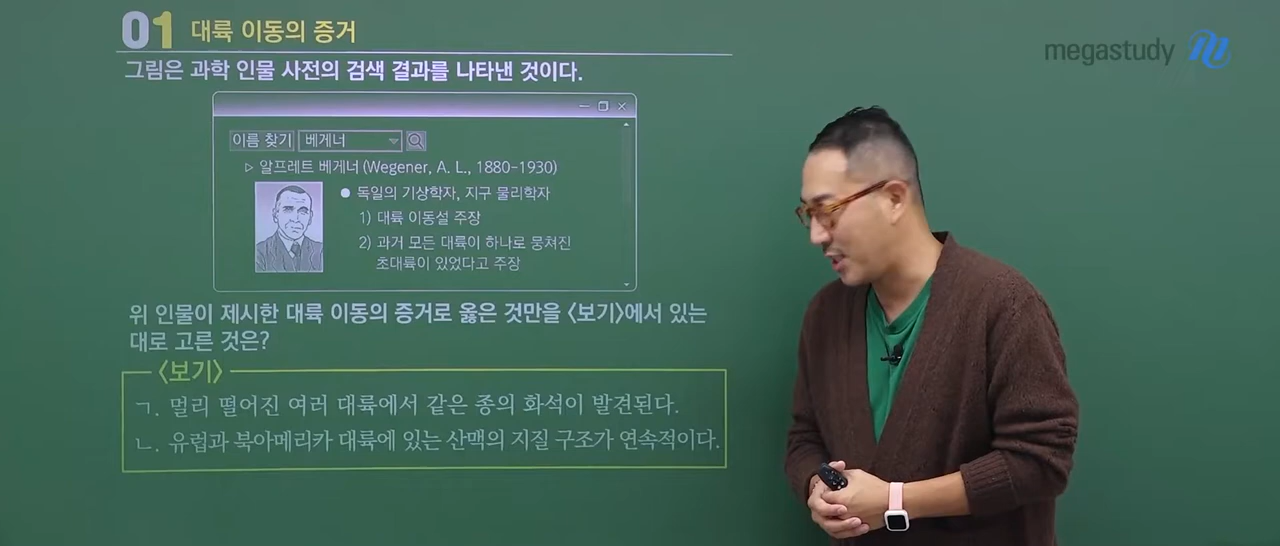 01 대륙 이동의 증거
megastudy
그림은 과학 인물 사전의 검색 결과를 나타낸 것이다.
이름 찾기 베게너
▷ 알프레트 베게너 (Wegener, A. L., 1880-1930)
● 독일의 기상학자, 지구 물리학자
1) 대륙 이동설 주장
2) 과거 모든 대륙이 하나로 뭉쳐진
초대륙이 있었다고 주장
위 인물이 제시한 대륙 이동의 증거로 옳은 것만을 <보기>에서 있는
대로 고른 것은?
<보기>
ㄱ. 멀리 떨어진 여러 대륙에서 같은 종의 화석이 발견된다.
ㄴ. 유럽과 북아메리카 대륙에 있는 산맥의 지질 구조가 연속적이다.